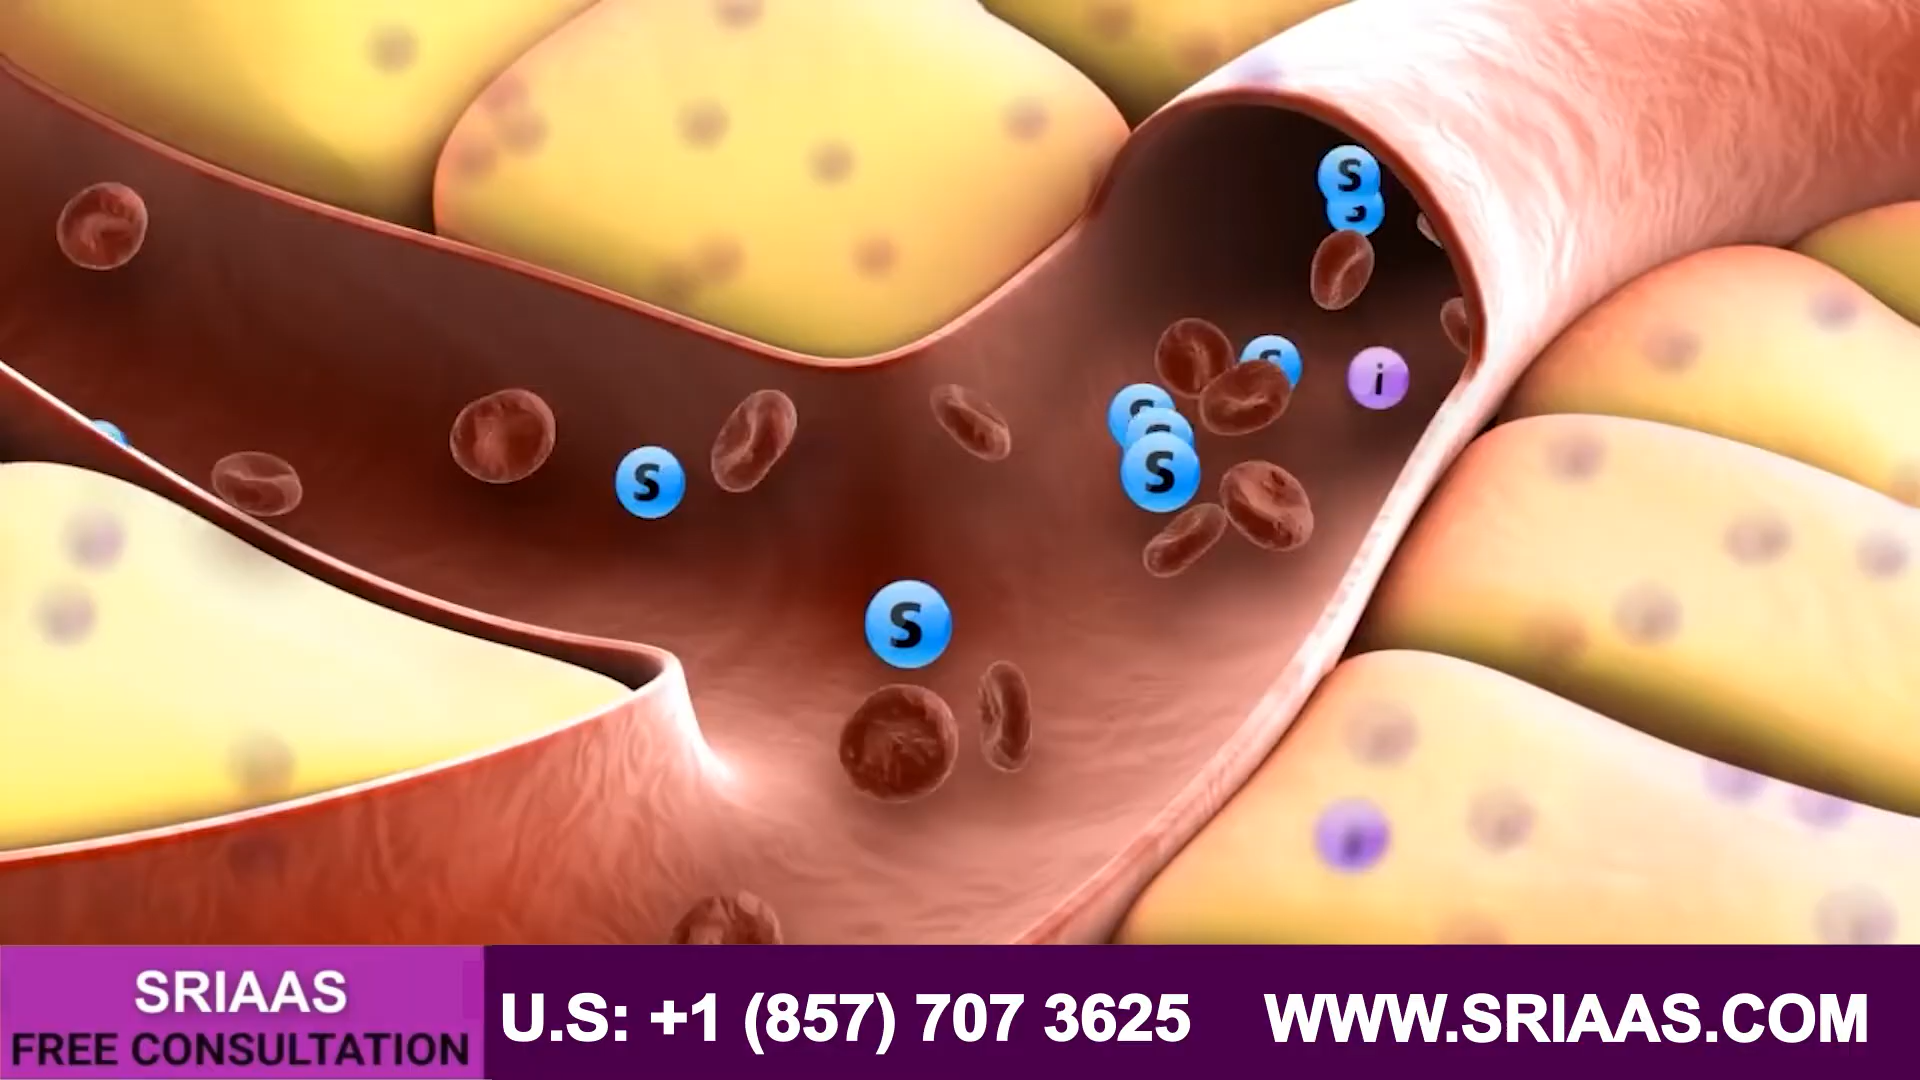 S
S
i
S
S
S
SRIAAS
FREE CONSULTATION
U.S: +1 (857) 707 3625
WWW.SRIAAS.COM